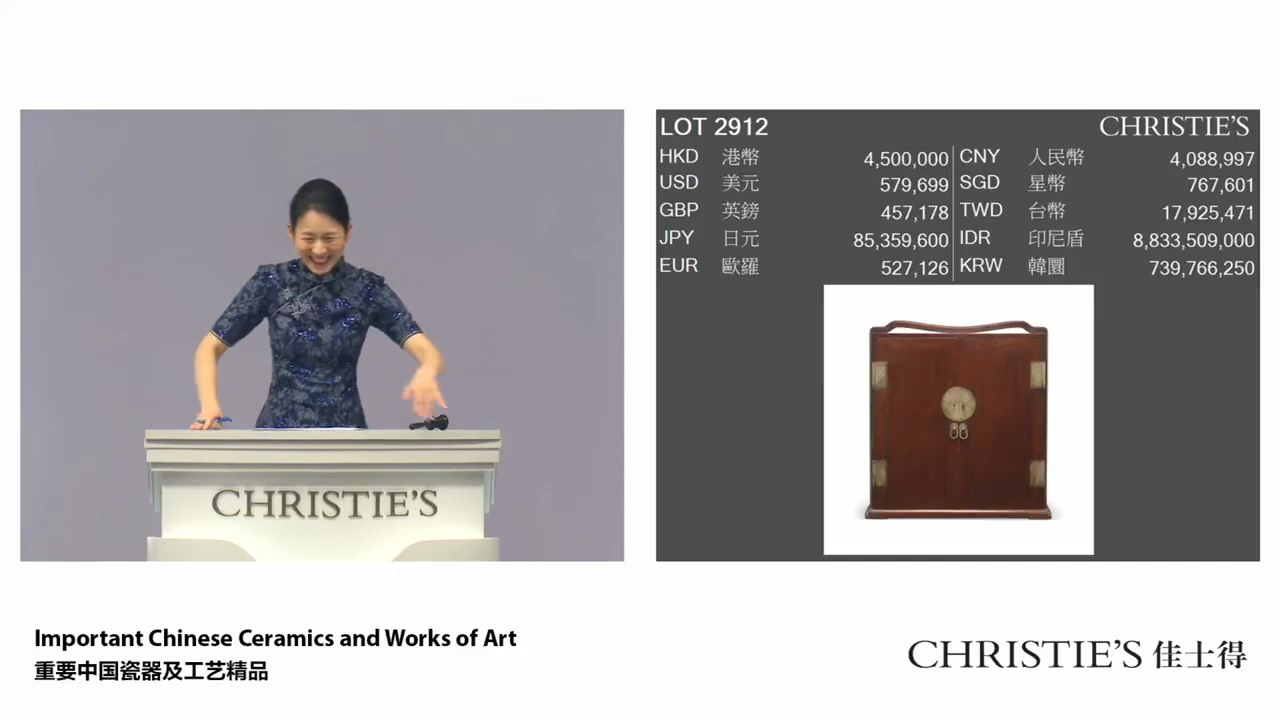 LOT 2912
CHRISTIE'S
HKD 港幣 4,500,000 CNY 人民幣 4,088,997
USD 美元 579,699 SGD 星幣 767,601
GBP 英鎊 457,178 TWD 台幣 17,925,471
JPY 日元 85,359,600 IDR 印尼盾 8,833,509,000
EUR 歐羅 527,126 KRW 韓圜 739,766,250
CHRISTIE'S
Important Chinese Ceramics and Works of Art
重要中国瓷器及工艺精品
CHRISTIE'S 佳士得